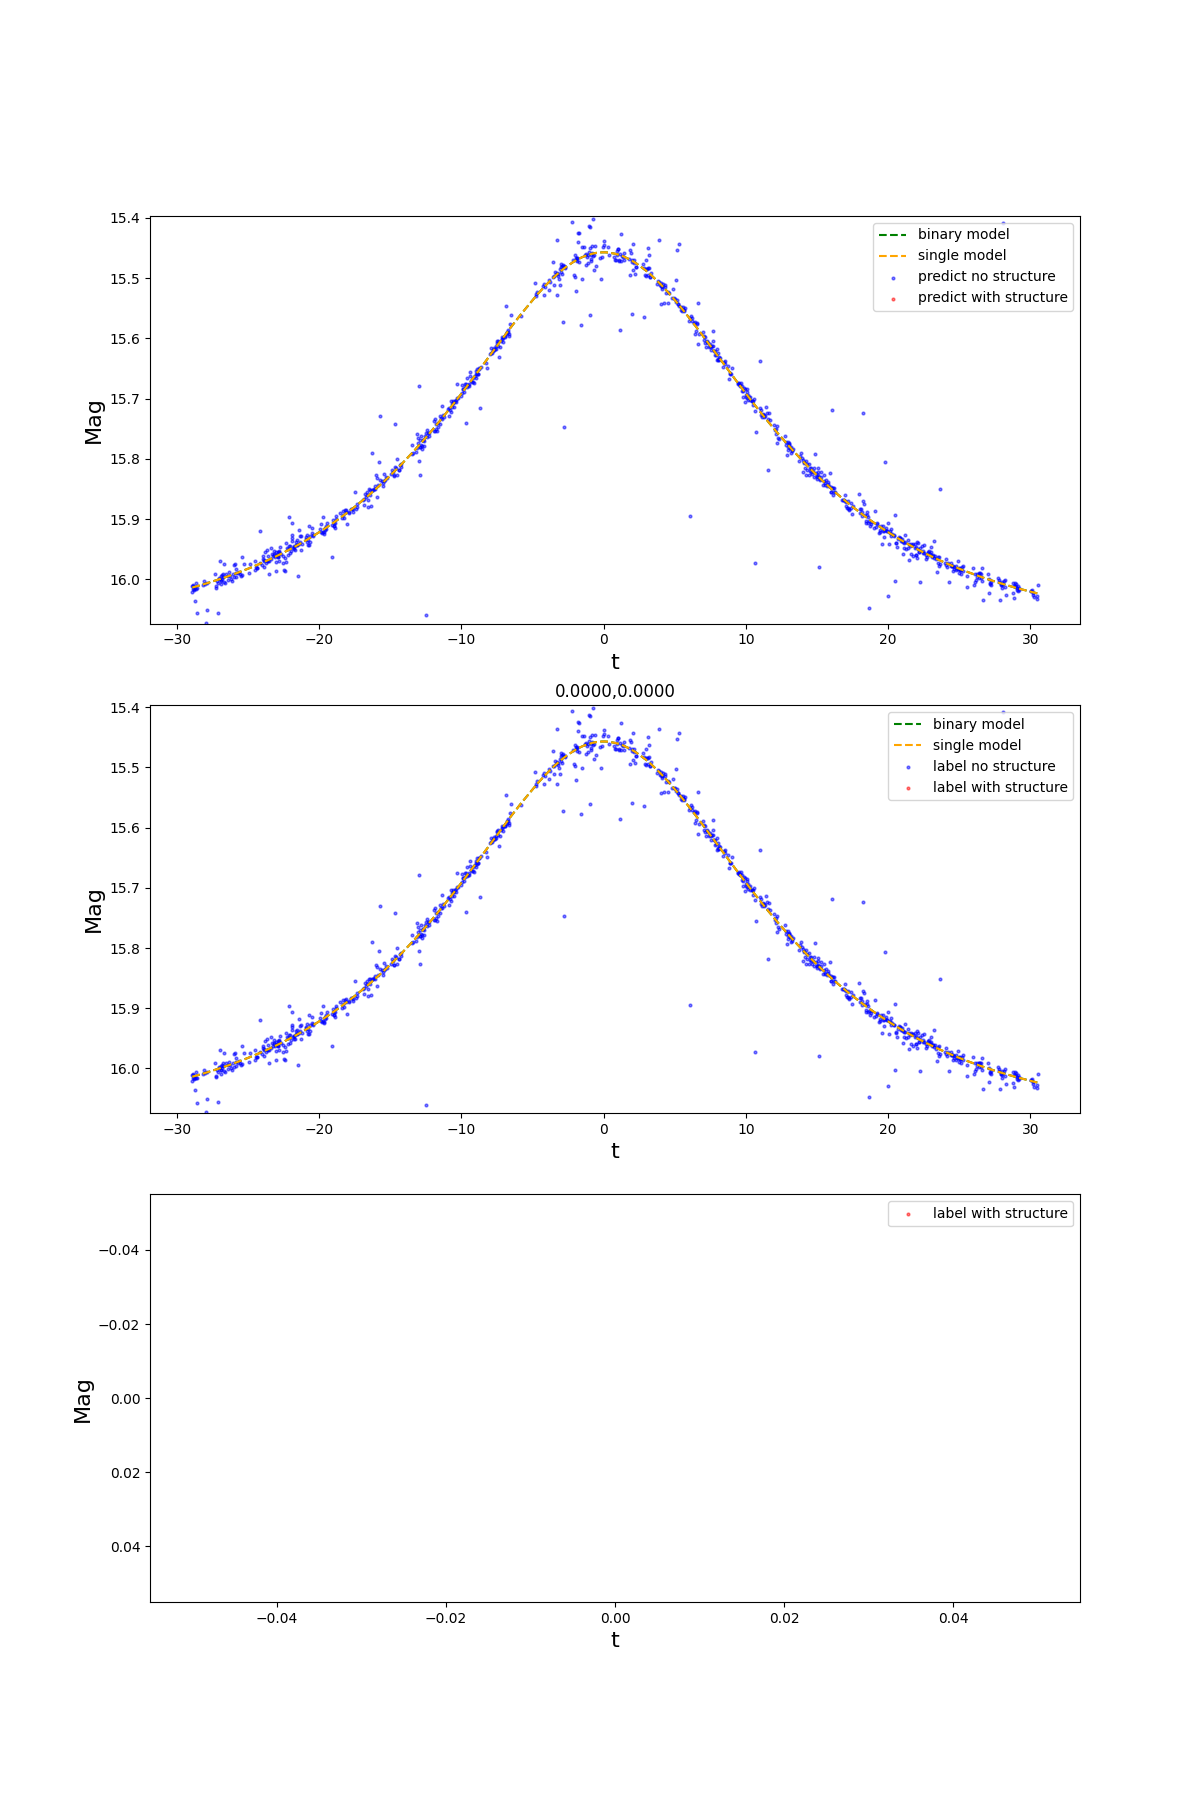 15.4
15.5
15.6
15.7
15.8
15.9
16.0
Mag
binary model
single model
predict no structure
predict with structure
−30 −20 −10 0 10 20 30
t
0.0000,0.0000
15.4
15.5
15.6
15.7
15.8
15.9
16.0
Mag
binary model
single model
label no structure
label with structure
−30 −20 −10 0 10 20 30
t
label with structure
−0.04
−0.02
0.00
0.02
0.04
Mag
−0.04 −0.02 0.00 0.02 0.04
t